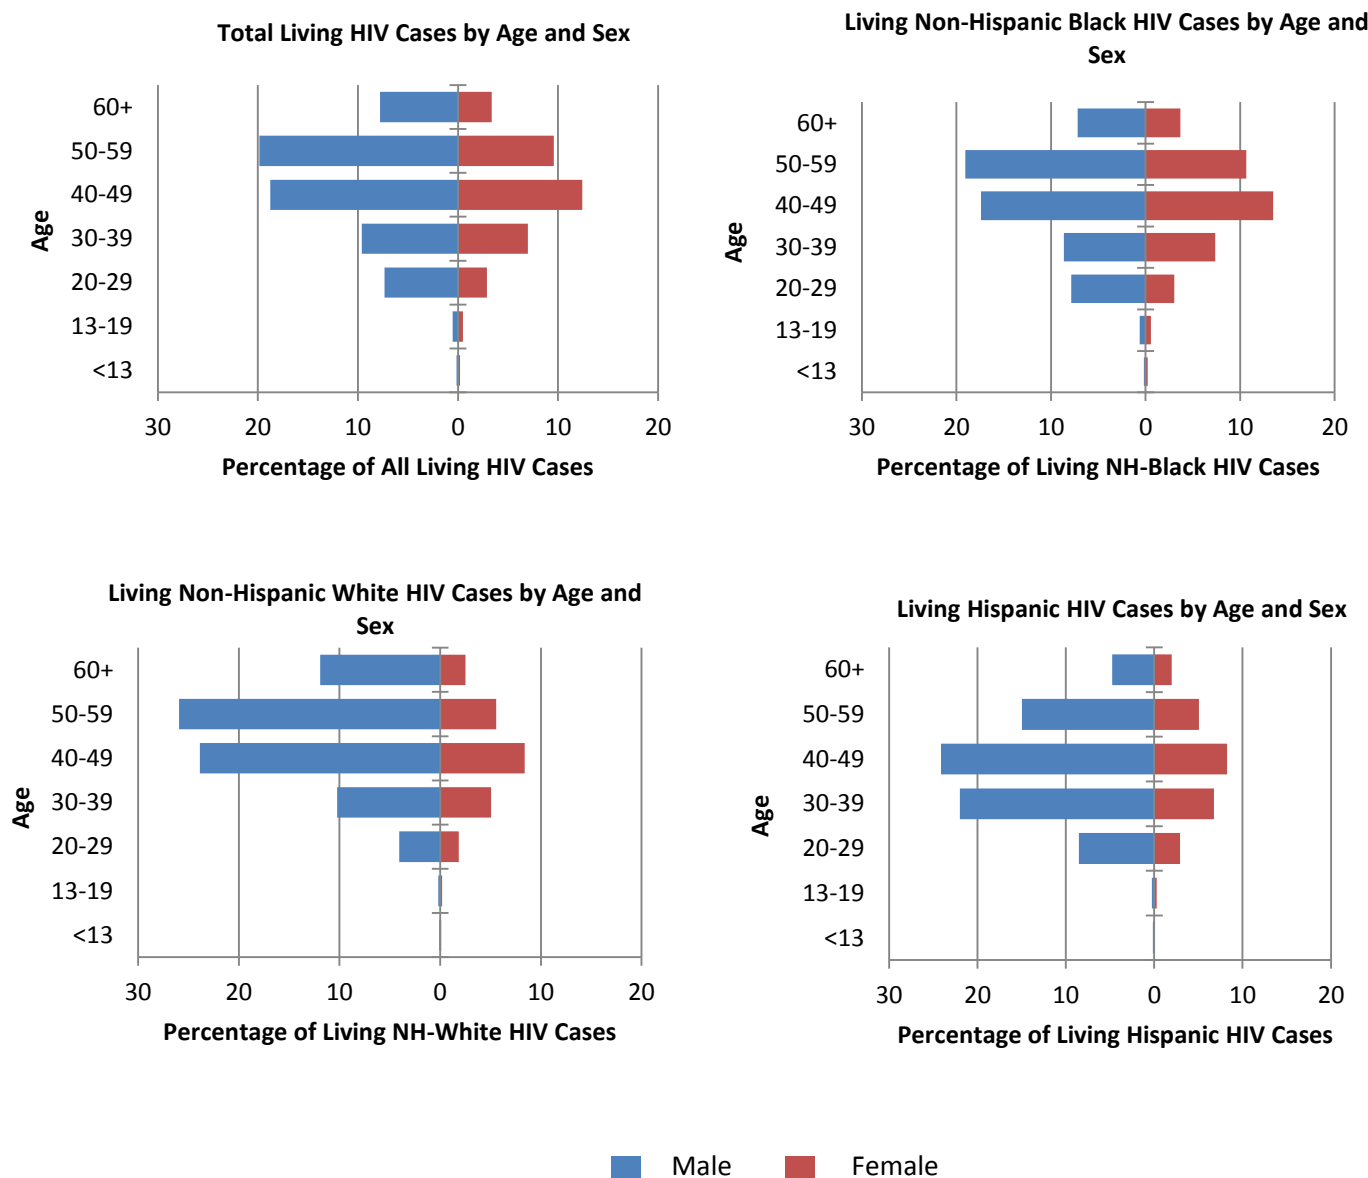 Total Living HIV Cases by Age and Sex
60+
50-59
40-49
30-39
20-29
13-19
<13
Age
30 20 10 0 10 20
Percentage of All Living HIV Cases
Living Non-Hispanic Black HIV Cases by Age and
Sex
60+
50-59
40-49
30-39
20-29
13-19
<13
Age
30 20 10 0 10 20
Percentage of Living NH-Black HIV Cases
Living Non-Hispanic White HIV Cases by Age and
Sex
60+
50-59
40-49
30-39
20-29
13-19
<13
Age
30 20 10 0 10 20
Percentage of Living NH-White HIV Cases
Living Hispanic HIV Cases by Age and Sex
60+
50-59
40-49
30-39
20-29
13-19
<13
Age
30 20 10 0 10 20
Percentage of Living Hispanic HIV Cases
Male Female